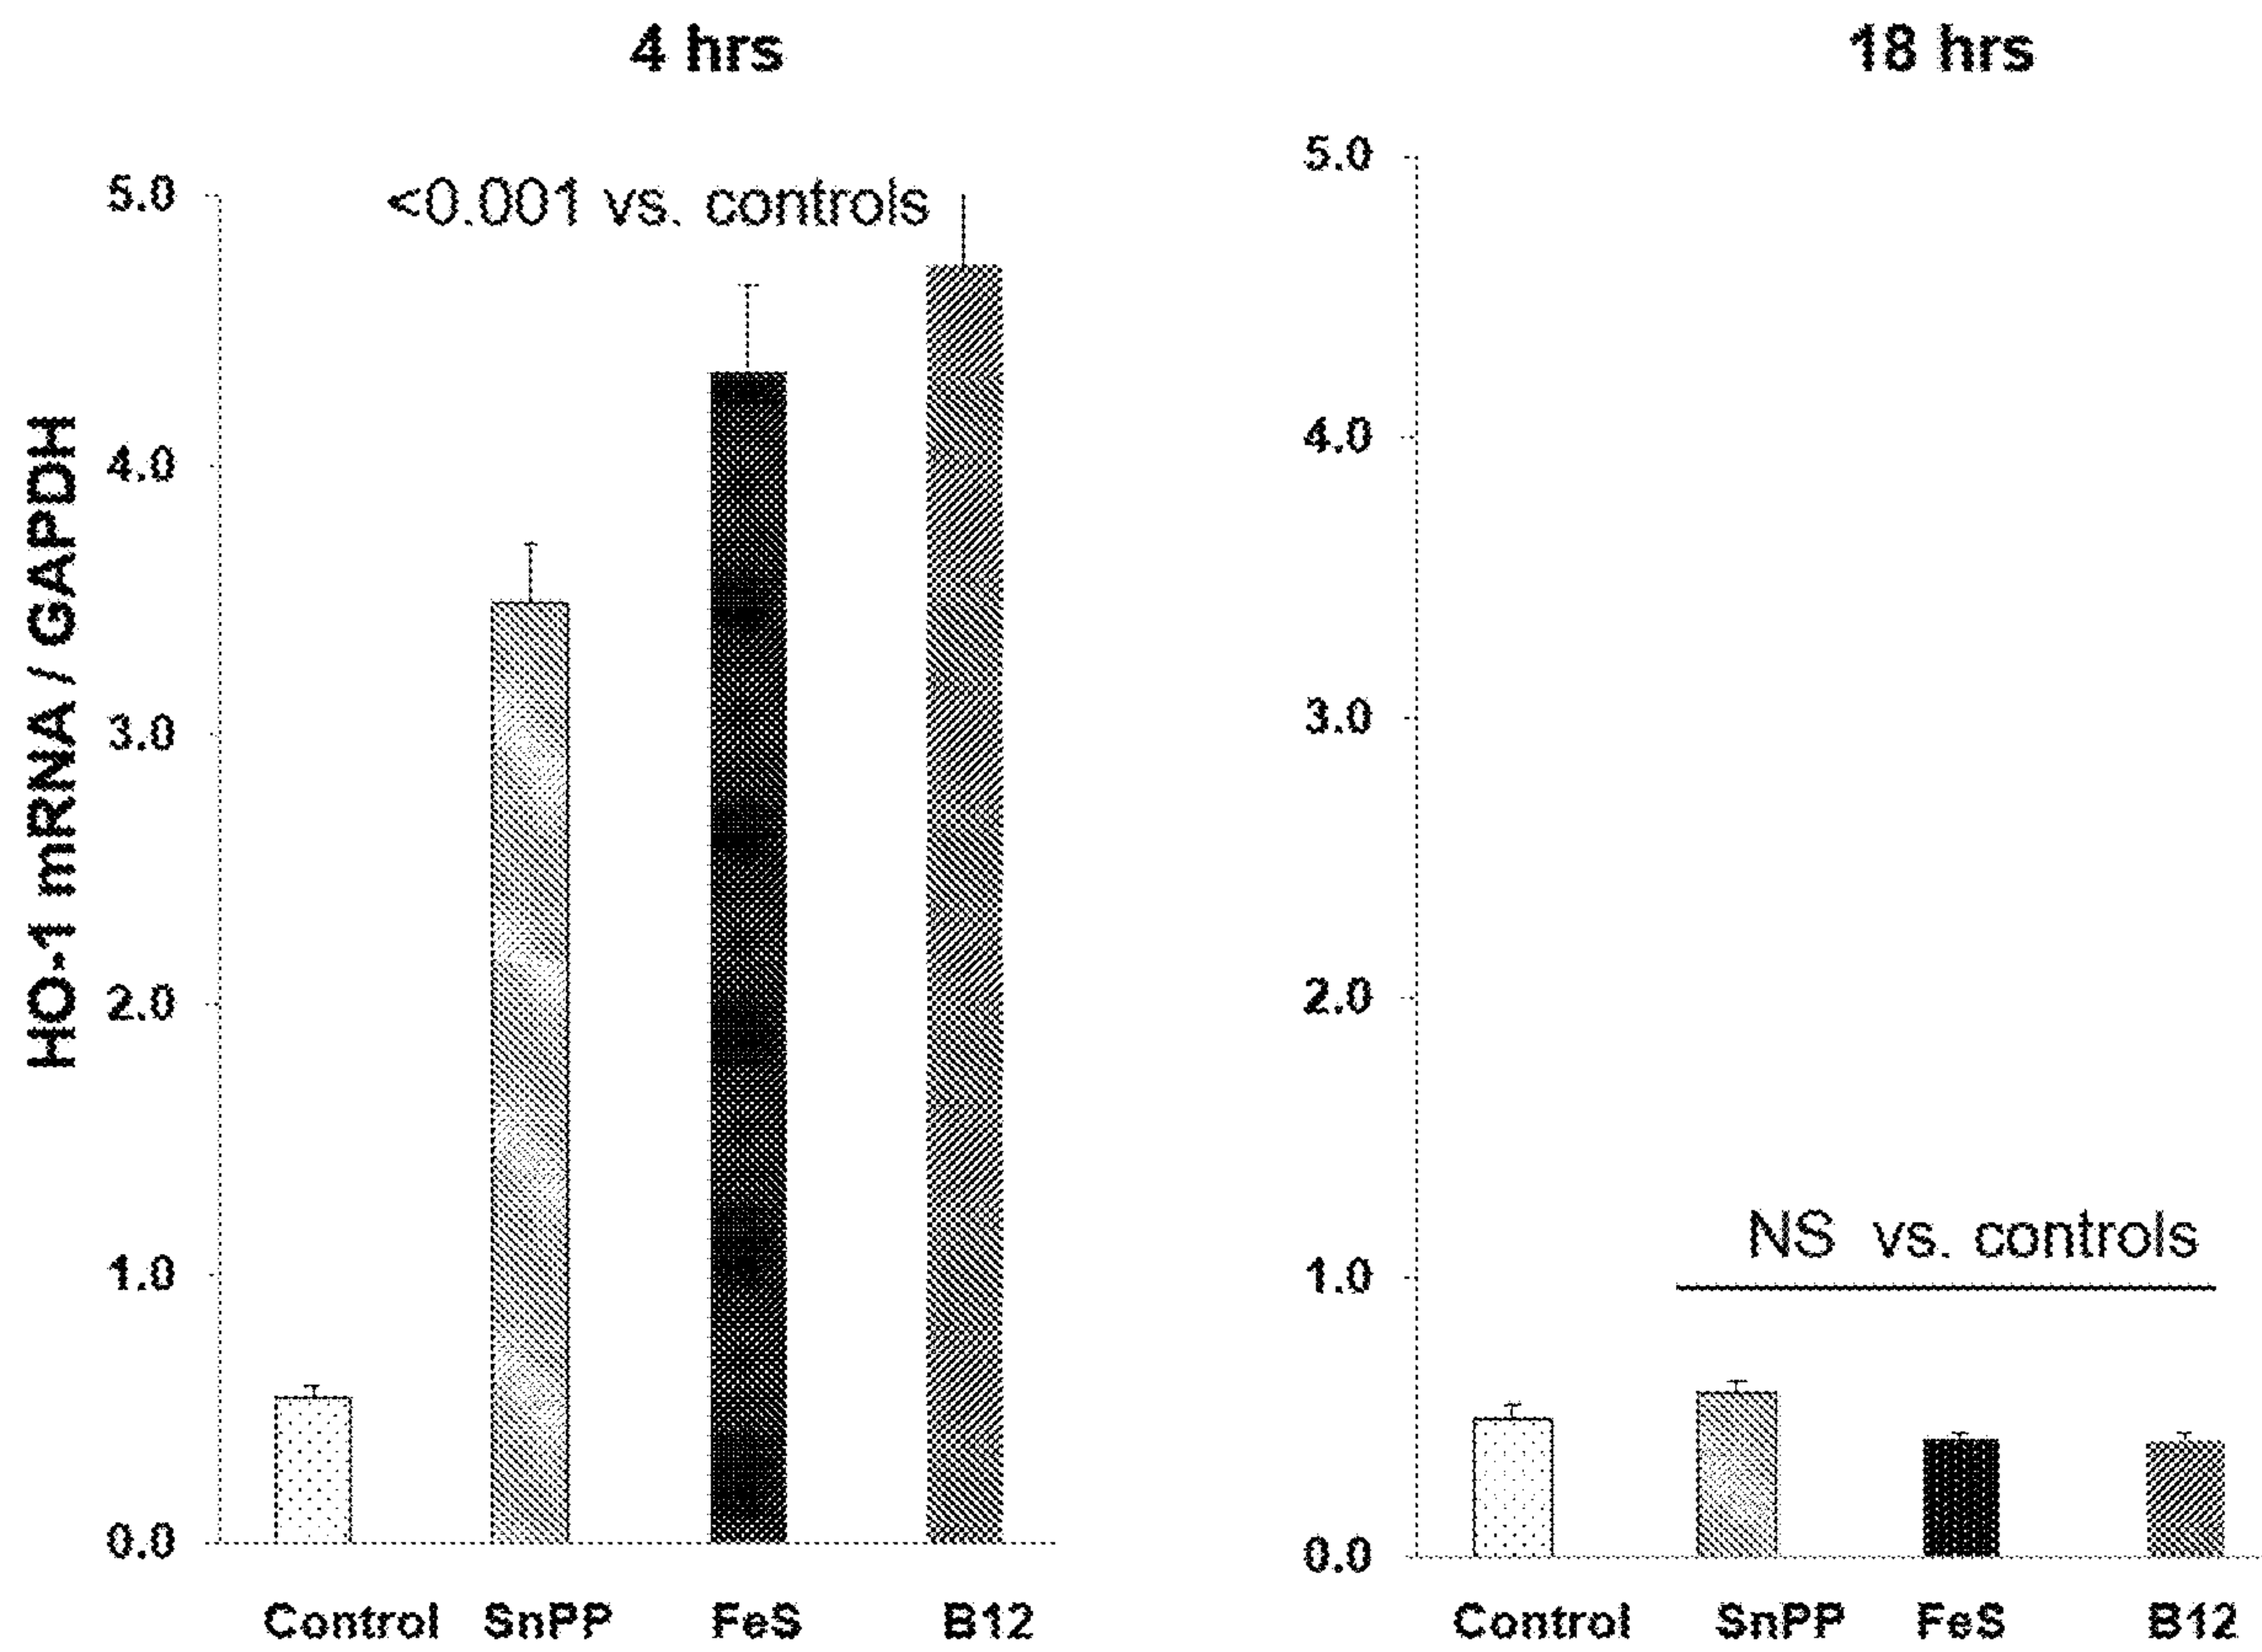 4 hrs
<0.001 vs. controls
HO-1 mRNA / GAPDH
5.0
4.0
3.0
2.0
1.0
0.0
Control SnPP FeS B12
18 hrs
5.0
4.0
3.0
2.0
1.0
0.0
NS vs. controls
Control SnPP FeS B12